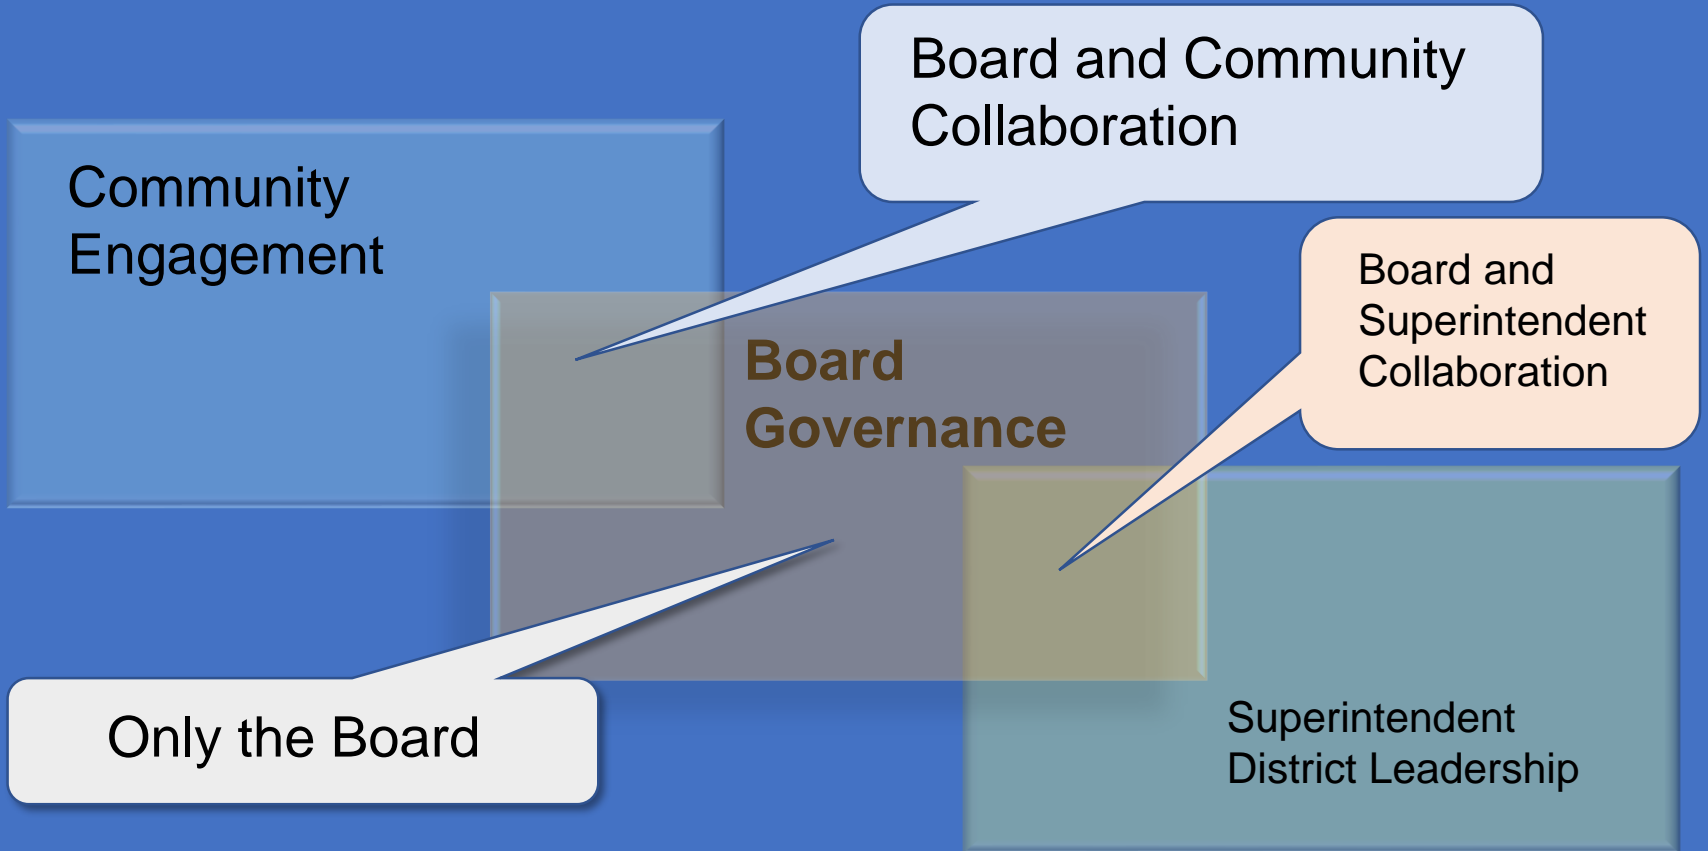 Board and Community
Collaboration
Community
Engagement
Board and
Superintendent
Collaboration
Board
Governance
Only the Board
Superintendent
District Leadership